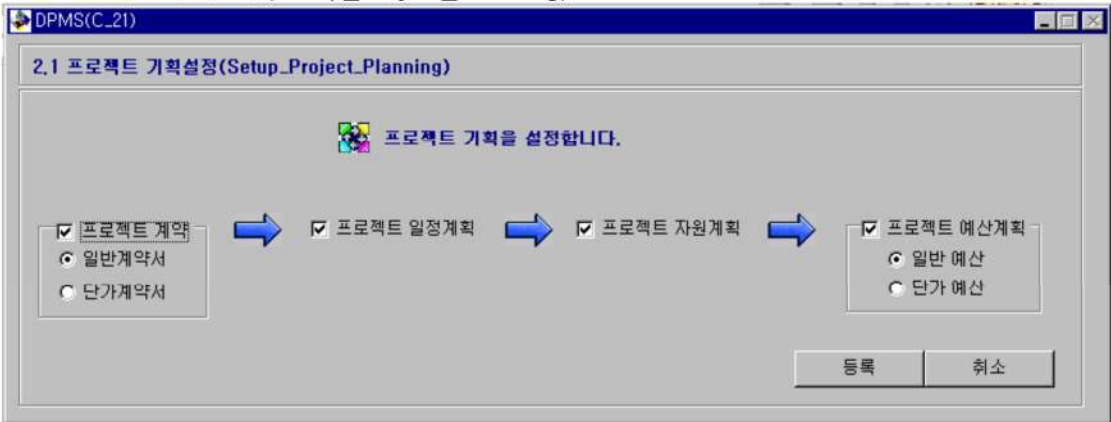 DPMS(C_21)
2.1 프로젝트 기획설정(Setup_Project_Planning)
프로젝트 기획을 설정합니다.
프로젝트 계약
일반계약서
단가계약서
프로젝트 일정계획
프로젝트 자원계획
프로젝트 예산계획
일반 예산
단가 예산
등록
취소